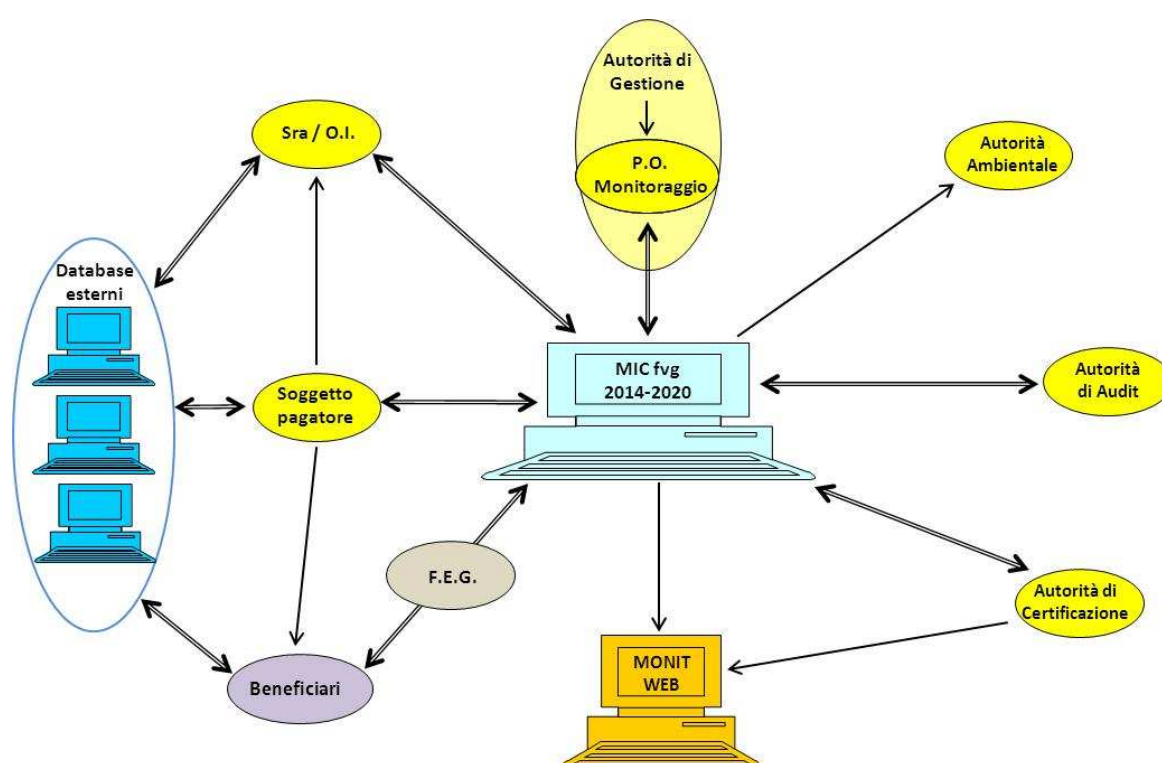 Autorità di
Gestione
Sra / O.I.
P.O.
Monitoraggio
Autorità
Ambientale
Database
esterni
MIC fvg
2014-2020
Soggetto
pagatore
Autorità
di Audit
F.E.G.
Autorità di
Certificazione
Beneficiari
MONIT
WEB